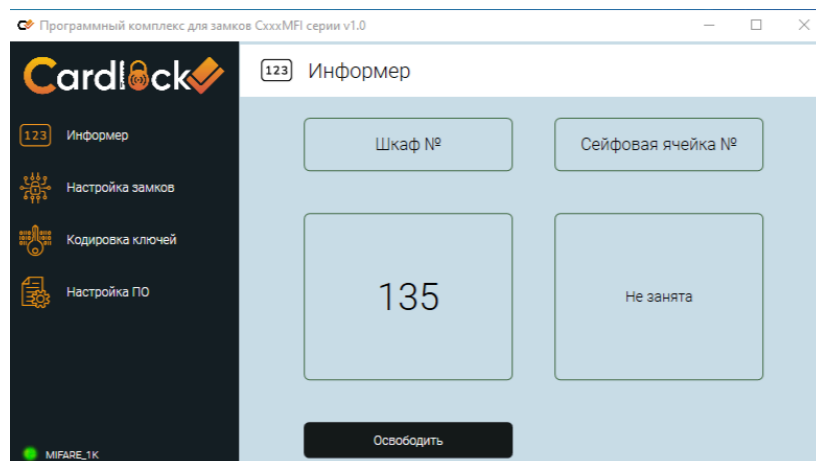 Программный комплекс для замков CxxxMFI серии v1.0
Cardlock
123 Информер
123 Информер
Настройка замков
Кодировка ключей
Настройка ПО
Шкаф №
Сейфовая ячейка №
135
Не занята
Освободить
MIFARE_1K